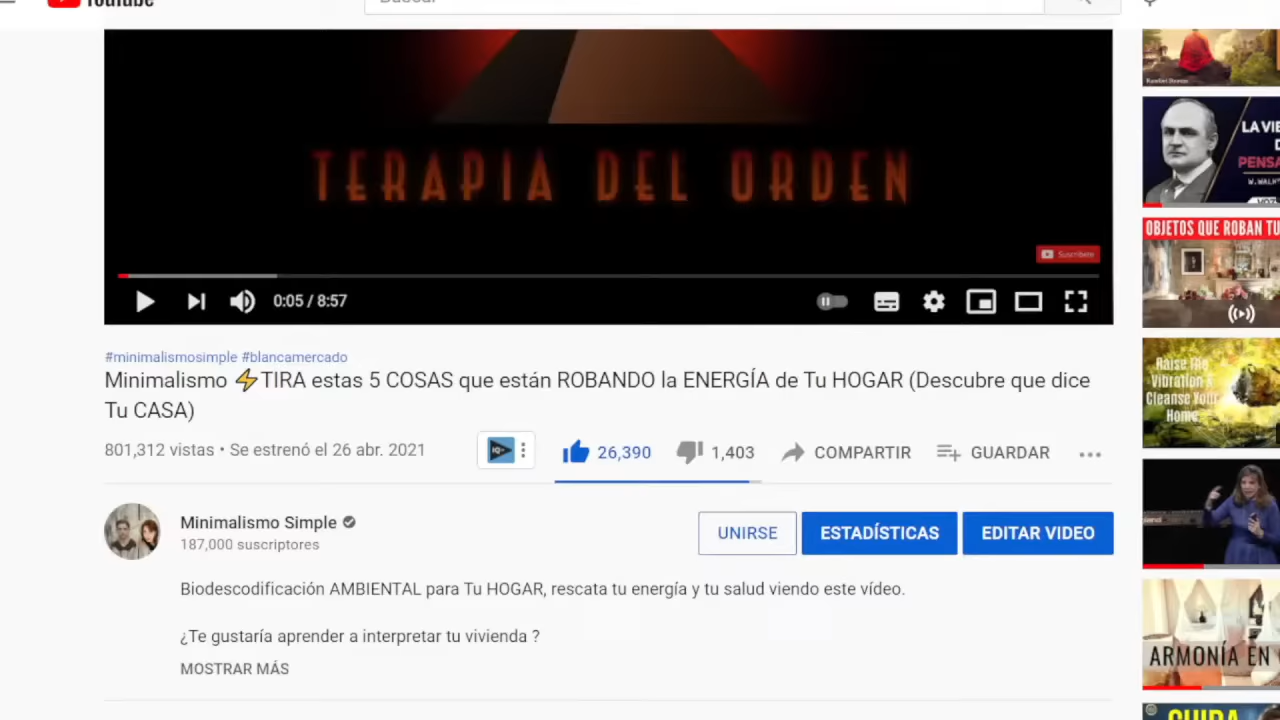 YouTube
Buscar
TERAPIA DEL ORDEN
Suscríbete
0:05 / 8:57
#minimalismosimple #blancamercado
Minimalismo ⚡TIRA estas 5 COSAS que están ROBANDO la ENERGÍA de Tu HOGAR (Descubre que dice
Tu CASA)
801,312 vistas • Se estrenó el 26 abr. 2021
26,390
1,403
COMPARTIR
GUARDAR
Minimalismo Simple
187,000 suscriptores
UNIRSE
ESTADÍSTICAS
EDITAR VIDEO
Biodescodificación AMBIENTAL para Tu HOGAR, rescata tu energía y tu salud viendo este vídeo.
¿Te gustaría aprender a interpretar tu vivienda ?
MOSTRAR MÁS
LA VIE
D
PENSA
OBJETOS QUE ROBAN TU
Raise The
Vibration &
Cleanse Your
Home
ARMONÍA EN